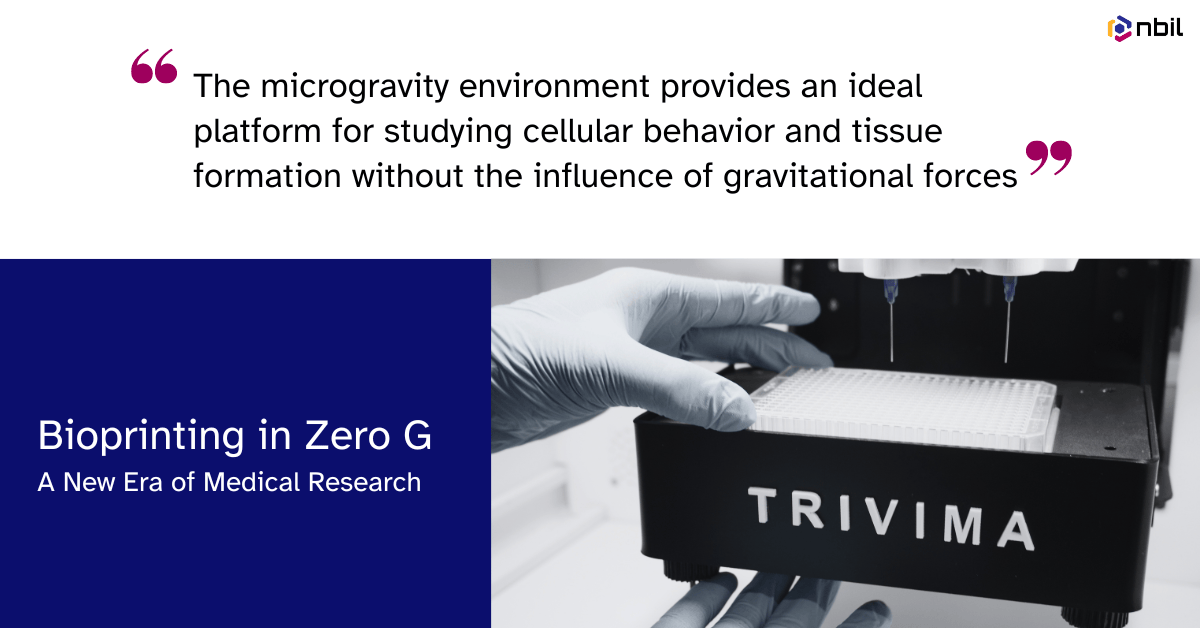 nbil
“The microgravity environment provides an ideal
platform for studying cellular behavior and tissue
formation without the influence of gravitational forces”
Bioprinting in Zero G
A New Era of Medical Research
TRIVIMA